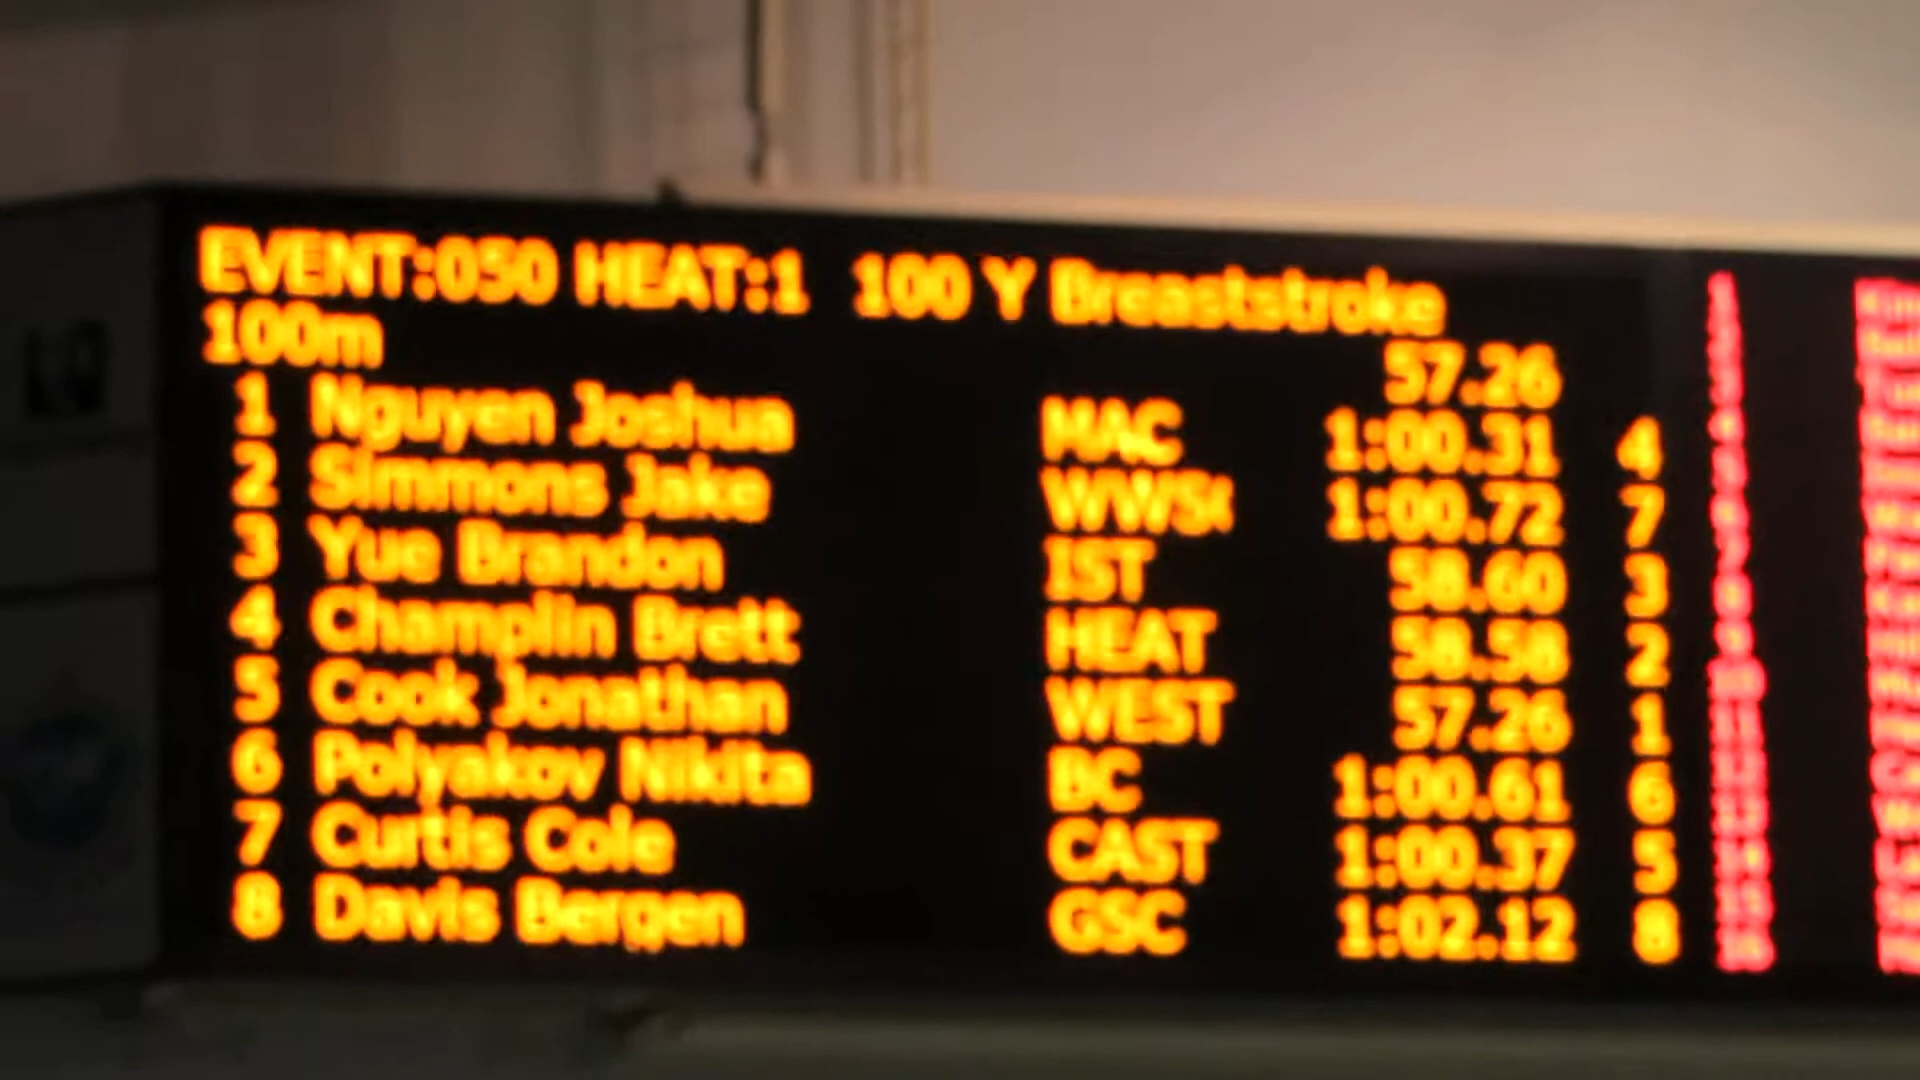 EVENT:050 HEAT:1 100 Y Breaststroke
100m 57.26
1 Nguyen Joshua MAC 1:00.31 4
2 Simmons Jake WWS 1:00.72 7
3 Yue Brandon IST 58.60 3
4 Champlin Brett HEAT 58.58 2
5 Cook Jonathan WEST 57.26 1
6 Polyakov Nikita BC 1:00.61 6
7 Curtis Cole CAST 1:00.37 5
8 Davis Bergen GSC 1:02.12 8